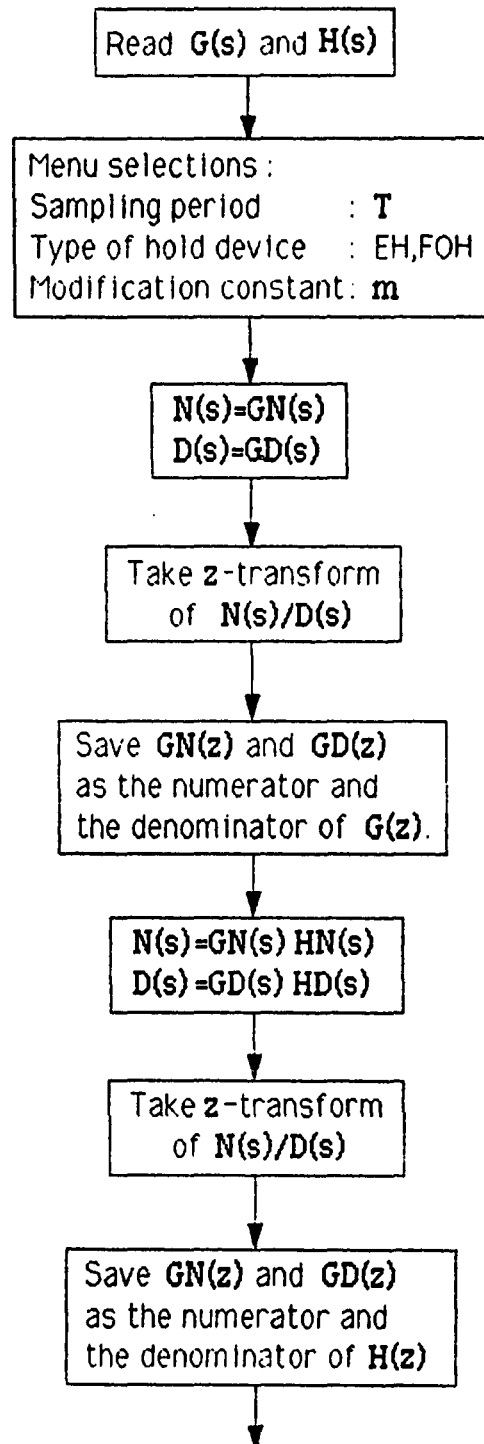 Read G(s) and H(s)
Menu selections :
Sampling period : T
Type of hold device : EH,FOH
Modification constant: m
N(s)=GN(s)
D(s)=GD(s)
Take z-transform
of N(s)/D(s)
Save GN(z) and GD(z)
as the numerator and
the denominator of G(z).
N(s)=GN(s) HN(s)
D(s)=GD(s) HD(s)
Take z-transform
of N(s)/D(s)
Save GN(z) and GD(z)
as the numerator and
the denominator of H(z)